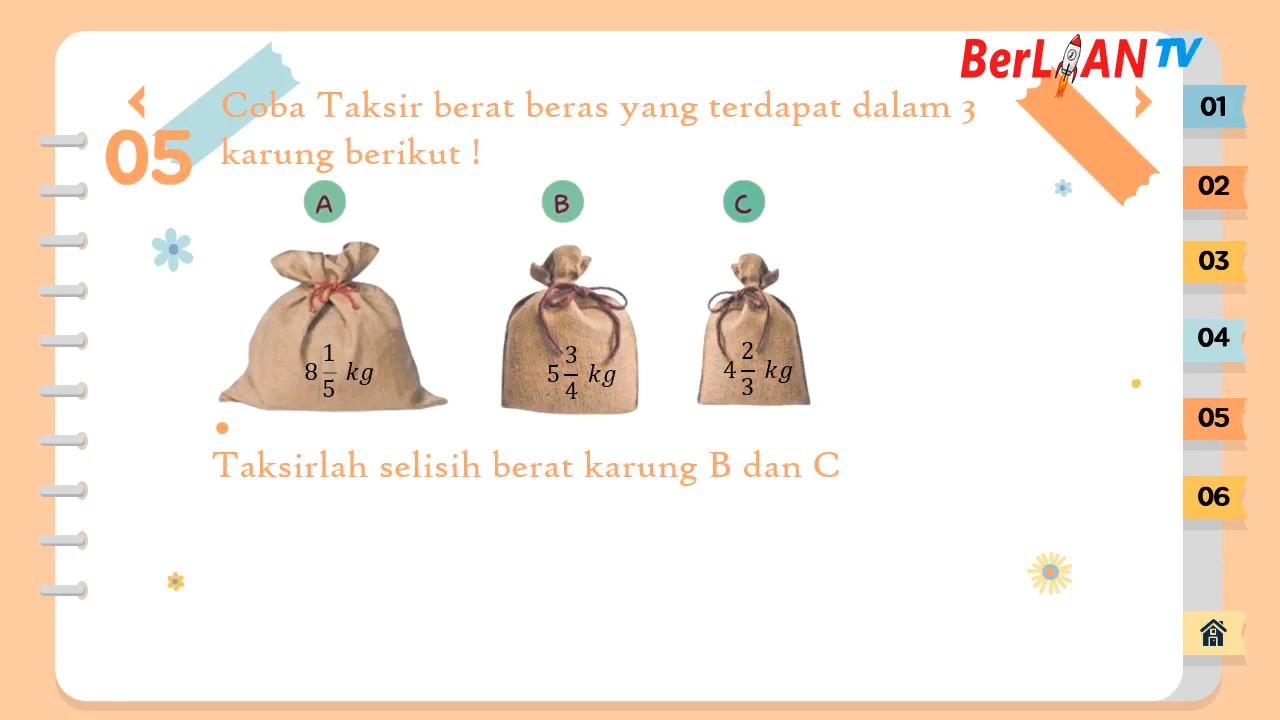 BerLIAN TV
05
Coba Taksir berat beras yang terdapat dalam 3
karung berikut !
A
B
C
8 1/5 kg
5 3/4 kg
4 2/3 kg
Taksirlah selisih berat karung B dan C
01
02
03
04
05
06